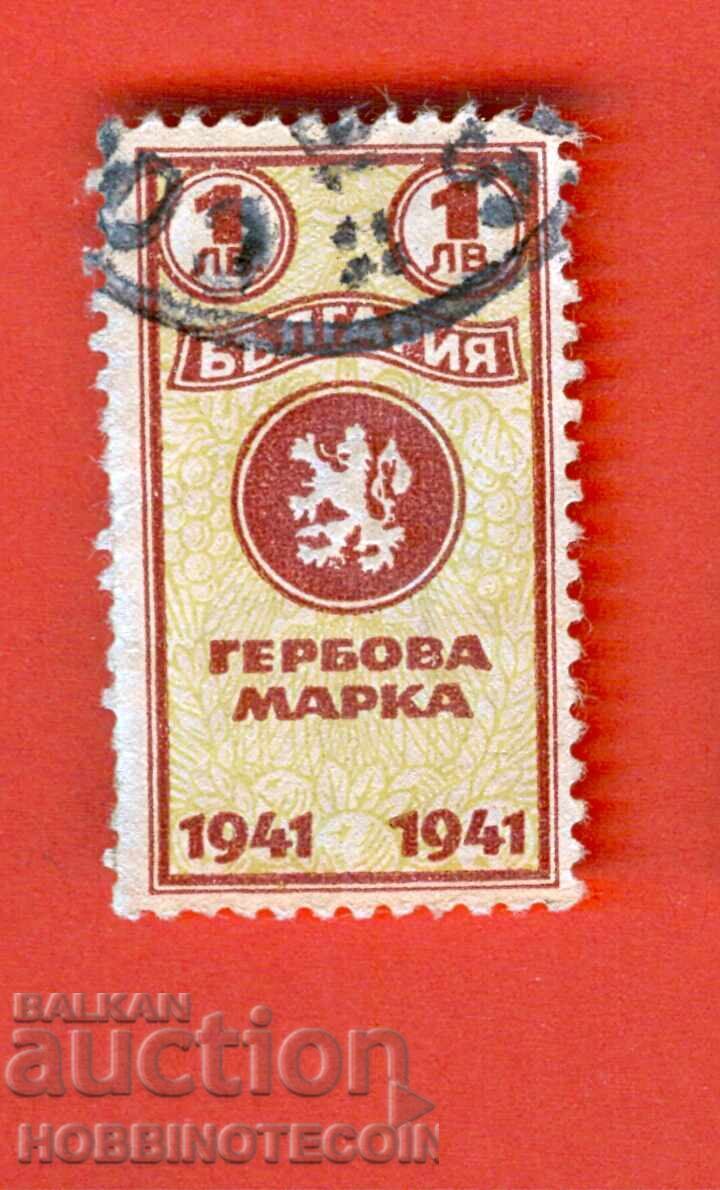 1 1
ЛВ. ЛВ.
БЪЛГАРИЯ
ГЕРБОВА
МАРКА
1941 1941
BALKAN
auction
HOBBINOTECOIN